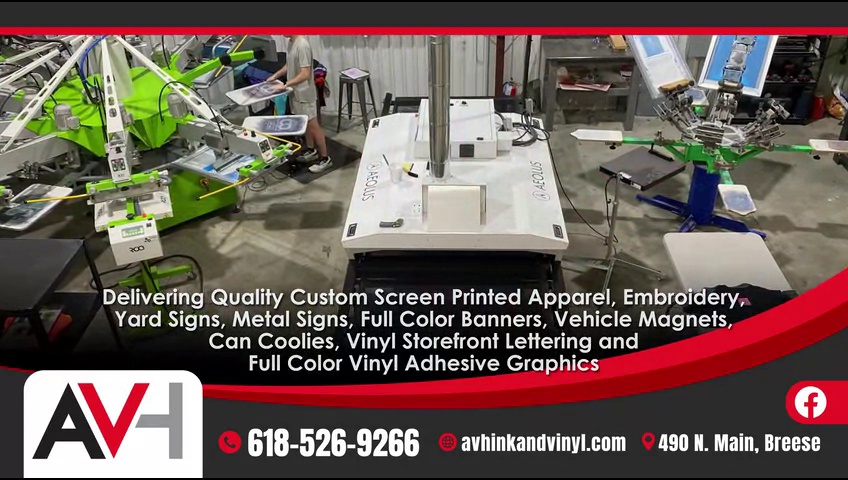 AEOLUS
AEOLUS
ROQ
Delivering Quality Custom Screen Printed Apparel, Embroidery,
Yard Signs, Metal Signs, Full Color Banners, Vehicle Magnets,
Can Coolies, Vinyl Storefront Lettering and
Full Color Vinyl Adhesive Graphics
AVH
618-526-9266
avhinkandvinyl.com
490 N. Main, Breese